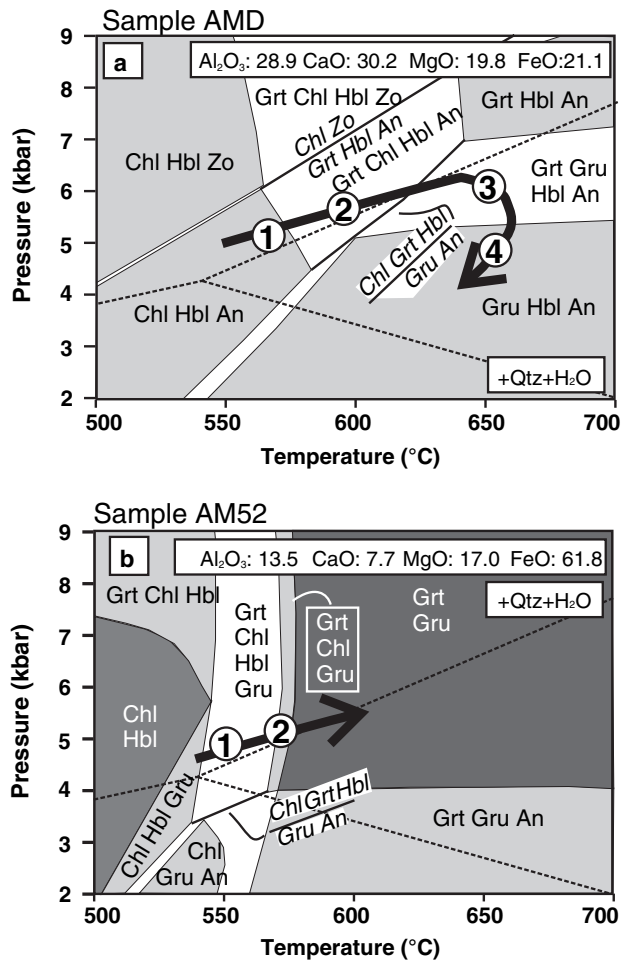 Sample AMD
a
Al₂O₃: 28.9 CaO: 30.2 MgO: 19.8 FeO:21.1
9
8
7
6
5
4
3
2
Pressure (kbar)
Grt Chl Hbl Zo
Grt Hbl An
Chl Zo
Grt Hbl An
Grt Chl Hbl An
Chl Hbl Zo
Grt Gru
Hbl An
1
2
3
4
Chl Grt Hbl
Gru An
Chl Hbl An
Gru Hbl An
+Qtz+H₂O
500
550
600
650
700
Temperature (°C)
Sample AM52
b
Al₂O₃: 13.5 CaO: 7.7 MgO: 17.0 FeO: 61.8
9
8
7
6
5
4
3
2
Pressure (kbar)
Grt Chl Hbl
Grt
Chl
Hbl
Gru
Grt
Chl
Gru
Grt
Gru
+Qtz+H₂O
Chl
Hbl
1
2
Chl Hbl Gru
Chl Grt Hbl
Gru An
Chl
Gru An
Grt Gru An
500
550
600
650
700
Temperature (°C)